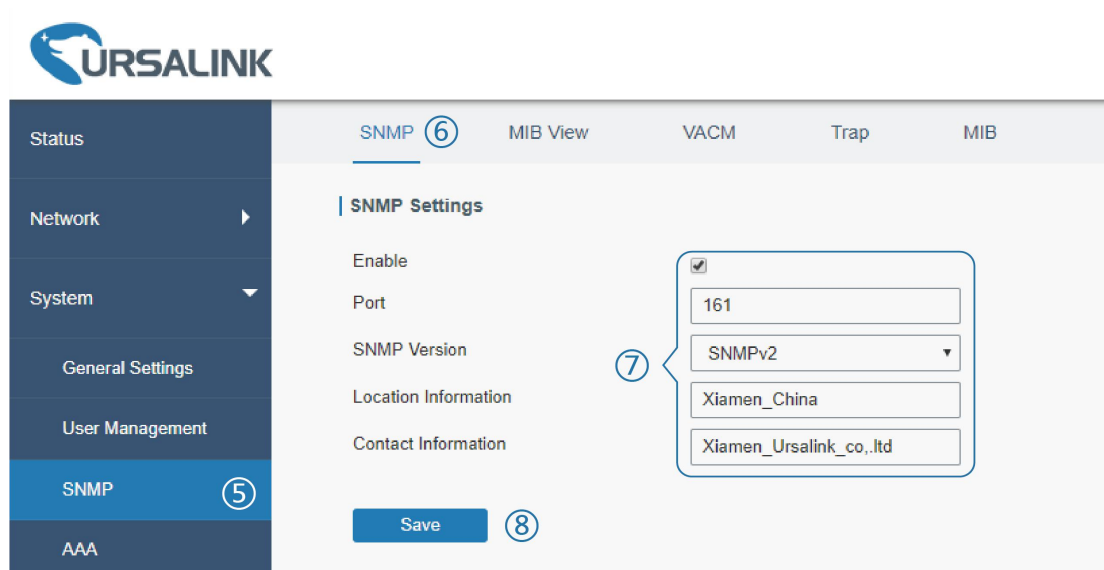 URSALINK
Status
Network
System
General Settings
User Management
SNMP ⑤
AAA
SNMP ⑥ MIB View VACM Trap MIB
SNMP Settings
Enable
Port 161
SNMP Version SNMPv2
⑦
Location Information Xiamen_China
Contact Information Xiamen_Ursalink_co,.ltd
Save ⑧